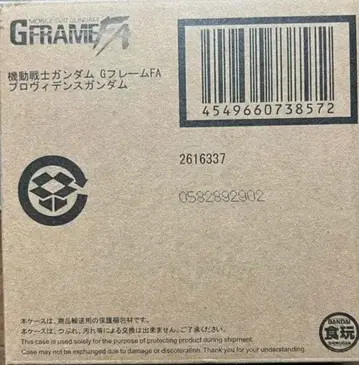 MOBILE SUIT GUNDAM
GFRAMEFA
機動戦士ガンダム GフレームFA
プロヴィデンスガンダム
4549660738572
2616337
0582892902
本ケースは、商品輸送用の保護梱包材です。
本ケースは、つぶれ、汚れ等による交換は出来ません。ご了承ください。
This case is used solely for the purpose of protecting product during shipment.
Case may not be exchanged due to damage or discoloration. Thank you for your understanding.
BANDAI
食玩